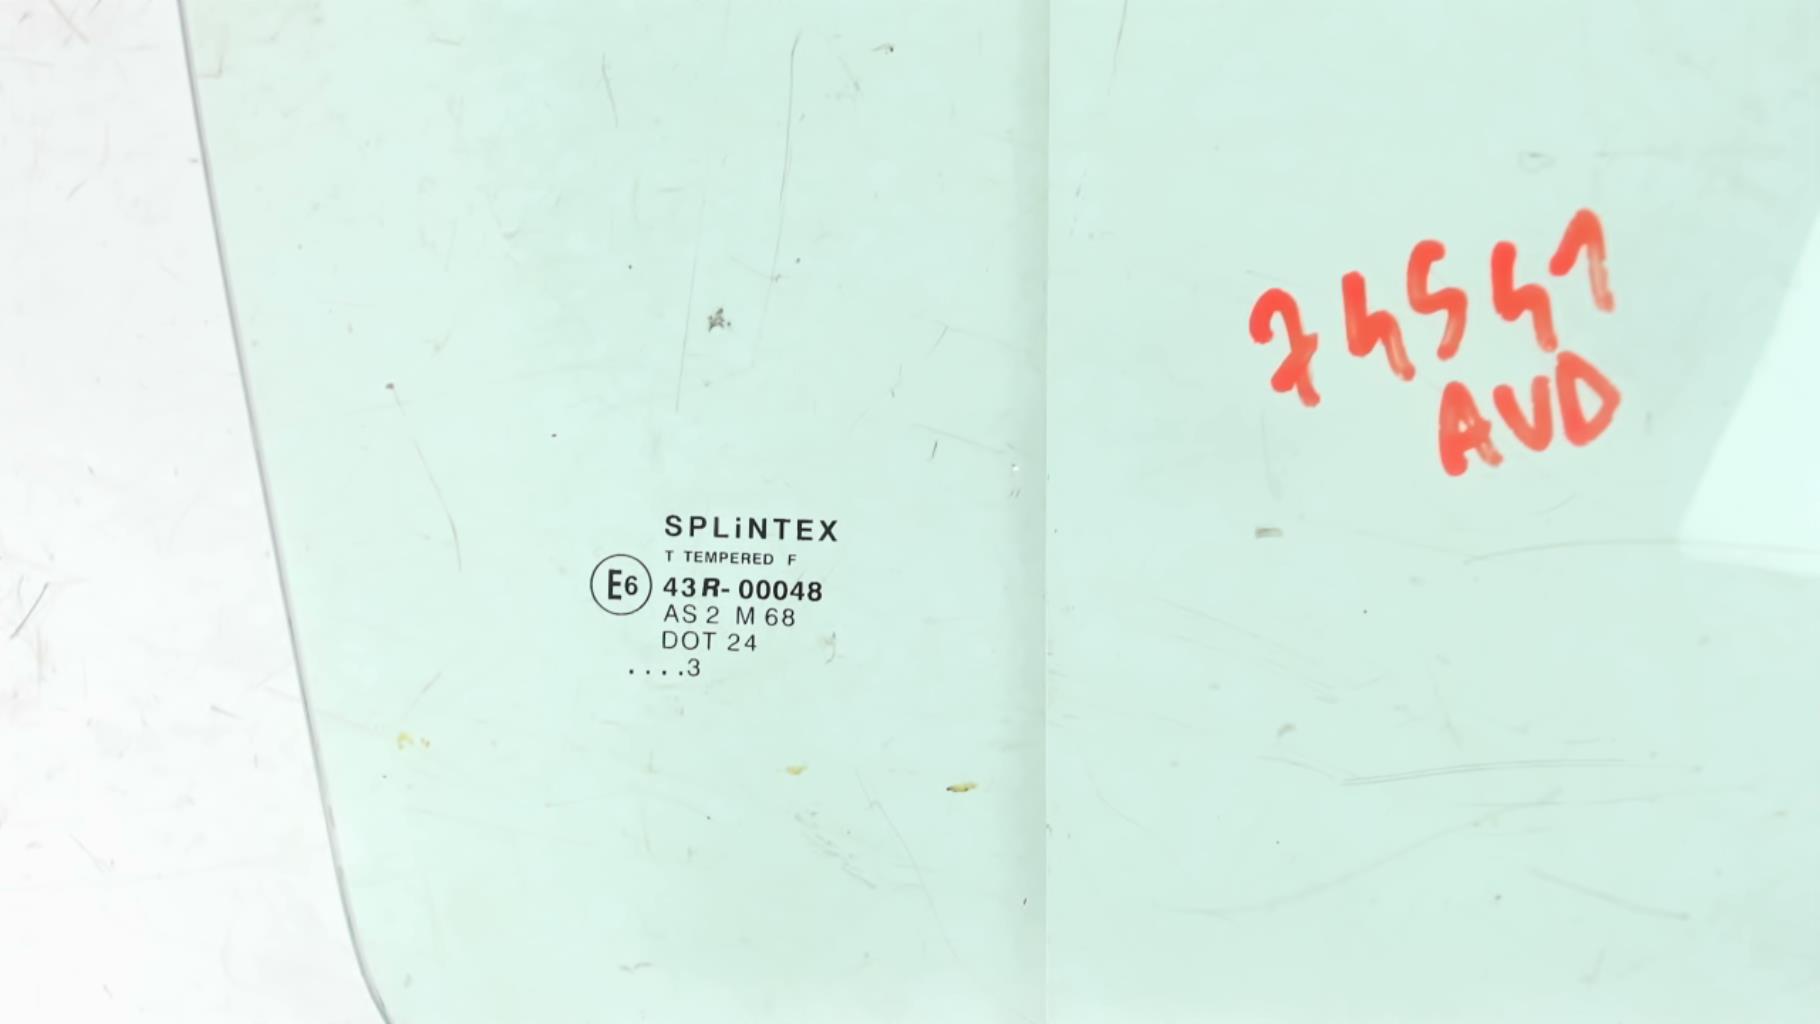 SPLiNTEX
T TEMPERED F
E6 43R-00048
AS 2 M 68
DOT 24
....3
74541
AVD